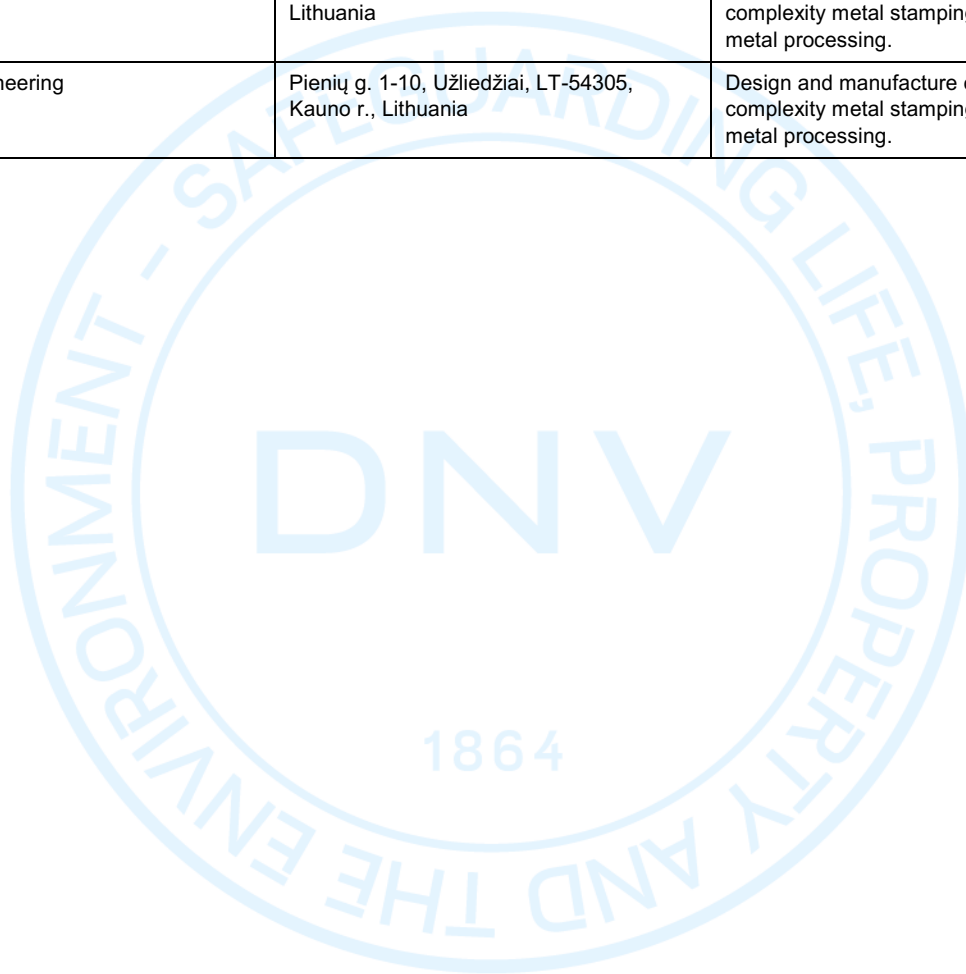 Lithuania
complexity metal stamping
metal processing.
neering
Pienių g. 1-10, Užliedžiai, LT-54305,
Kauno r., Lithuania
Design and manufacture
complexity metal stamping
metal processing.
SAFEGUARDING LIFE, PROPERTY AND THE ENVIRONMENT -
DNV
1864